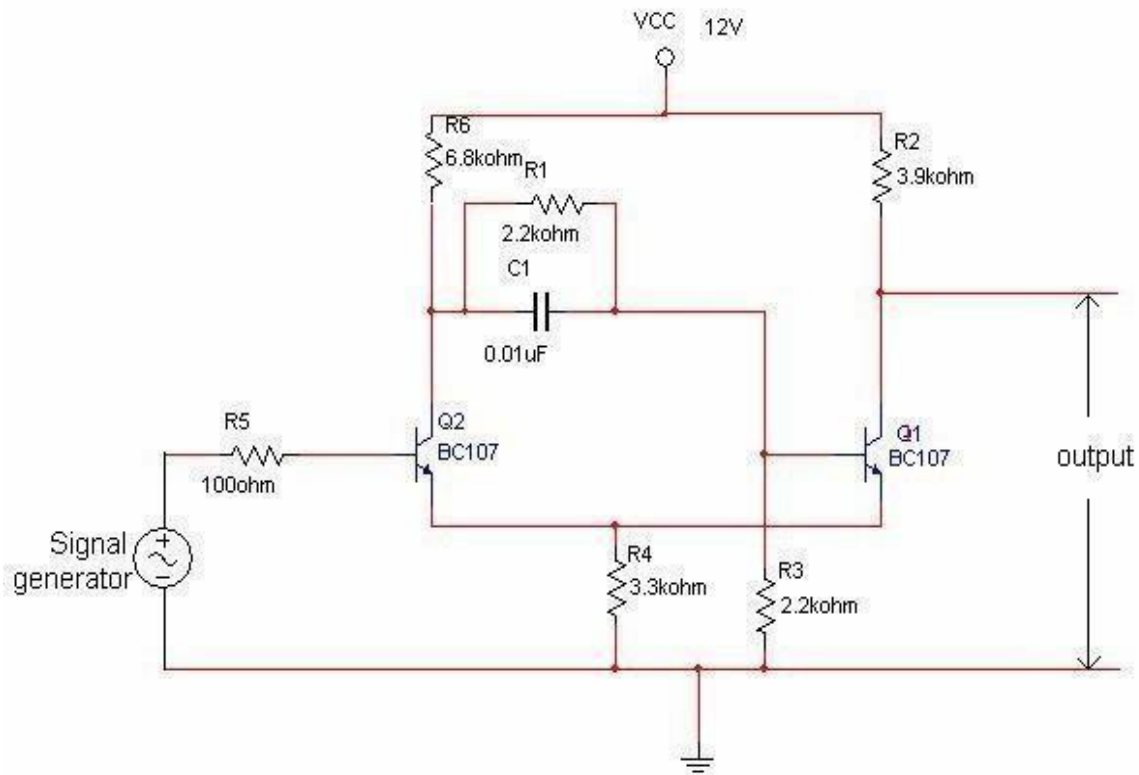 VCC 12V
R6
6.8kohm
R1
2.2kohm
C1
0.01uF
R2
3.9kohm
R5
100ohm
Q2
BC107
Q1
BC107
output
Signal
generator
+
R4
3.3kohm
R3
2.2kohm